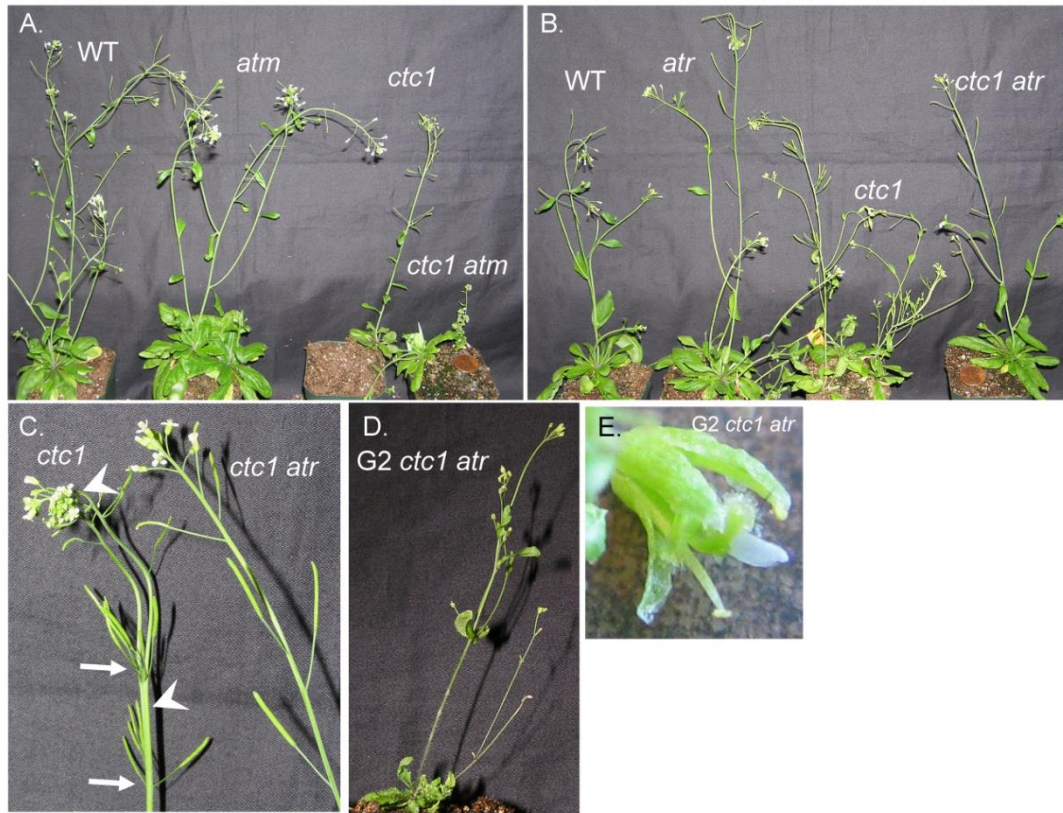 A.
WT
atm
ctc1
ctc1 atm
B.
WT
atr
ctc1
ctc1 atr
C.
ctc1
ctc1 atr
D.
G2 ctc1 atr
E.
G2 ctc1 atr